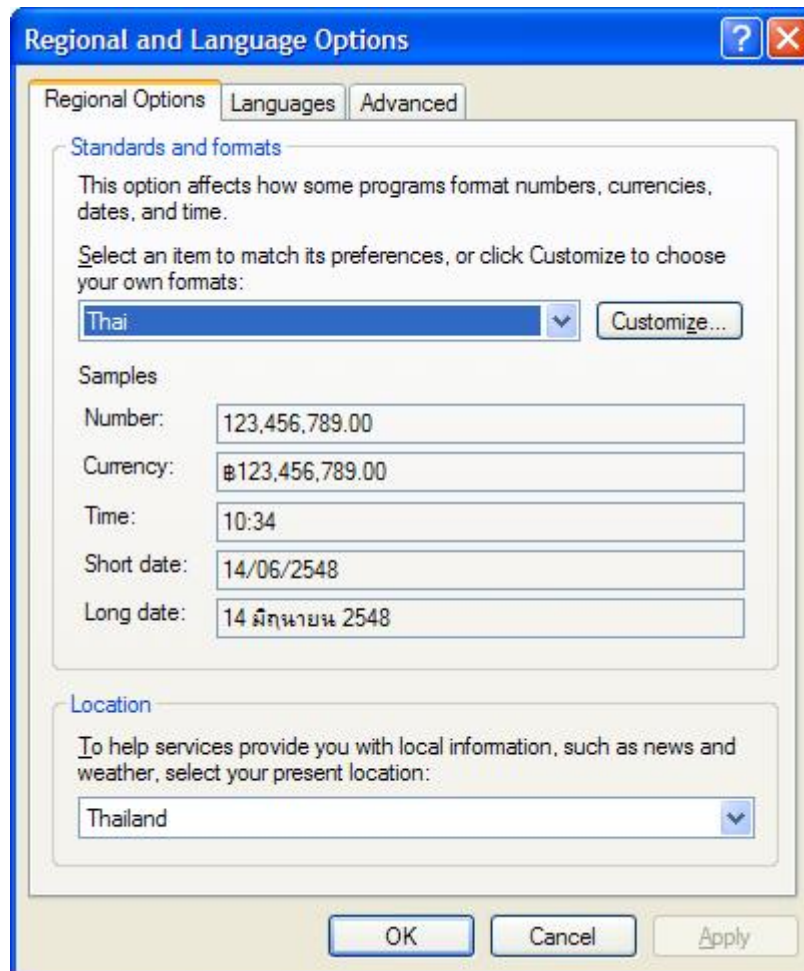 Regional and Language Options
Regional Options Languages Advanced
Standards and formats
This option affects how some programs format numbers, currencies,
dates, and time.
Select an item to match its preferences, or click Customize to choose
your own formats:
Thai Customize...
Samples
Number: 123,456,789.00
Currency: ฿123,456,789.00
Time: 10:34
Short date: 14/06/2548
Long date: 14 มิถุนายน 2548
Location
To help services provide you with local information, such as news and
weather, select your present location:
Thailand
OK Cancel Apply